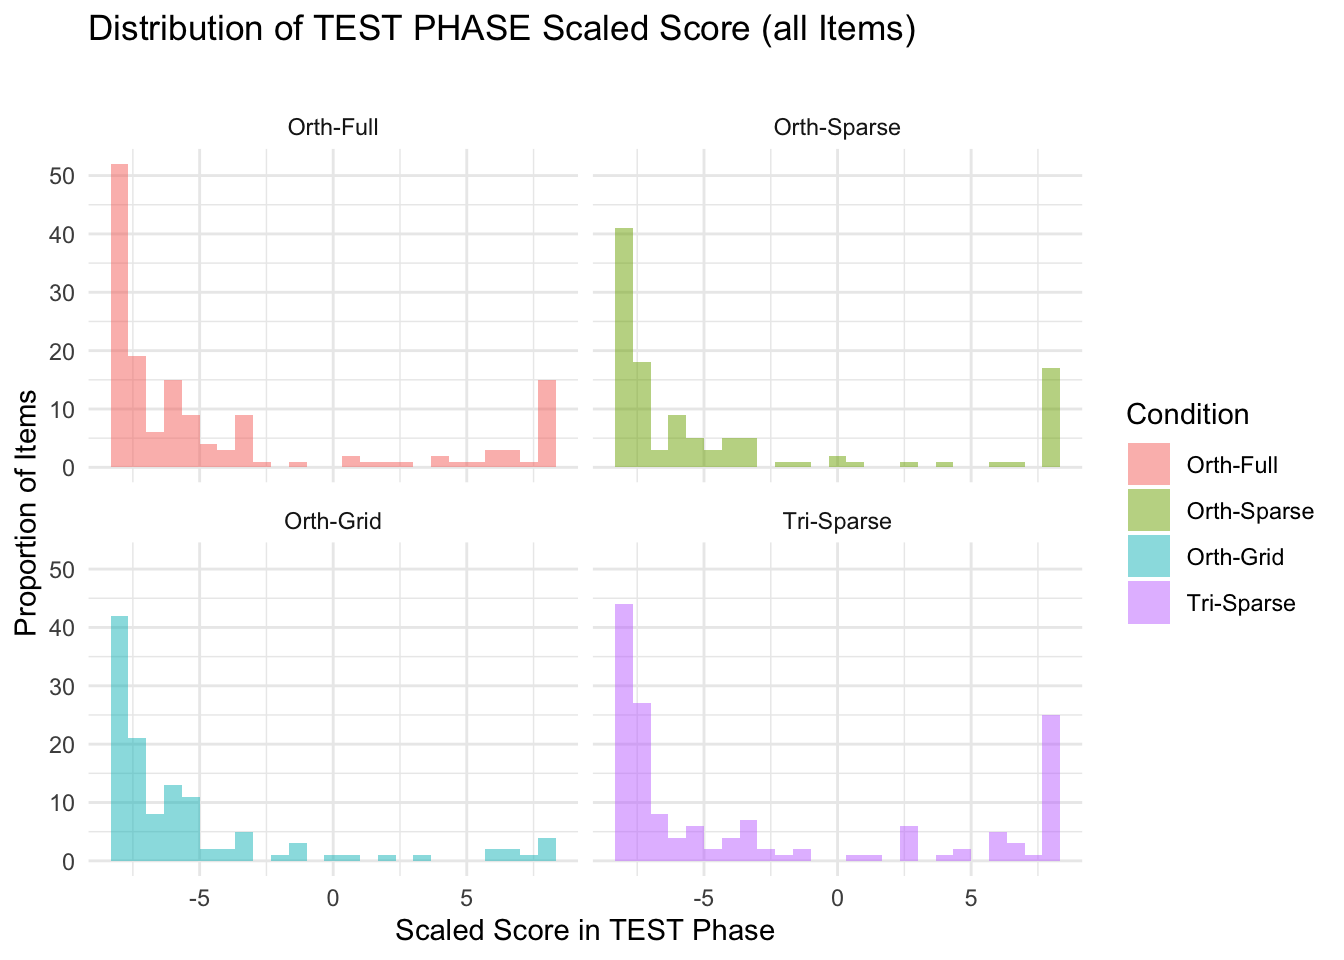 Distribution of TEST PHASE Scaled Score (all Items)
Orth-Full
Orth-Sparse
50
40
30
20
10
0
Orth-Grid
Tri-Sparse
50
40
30
20
10
0
-5
0
5
-5
0
5
Scaled Score in TEST Phase
Proportion of Items
Condition
Orth-Full
Orth-Sparse
Orth-Grid
Tri-Sparse